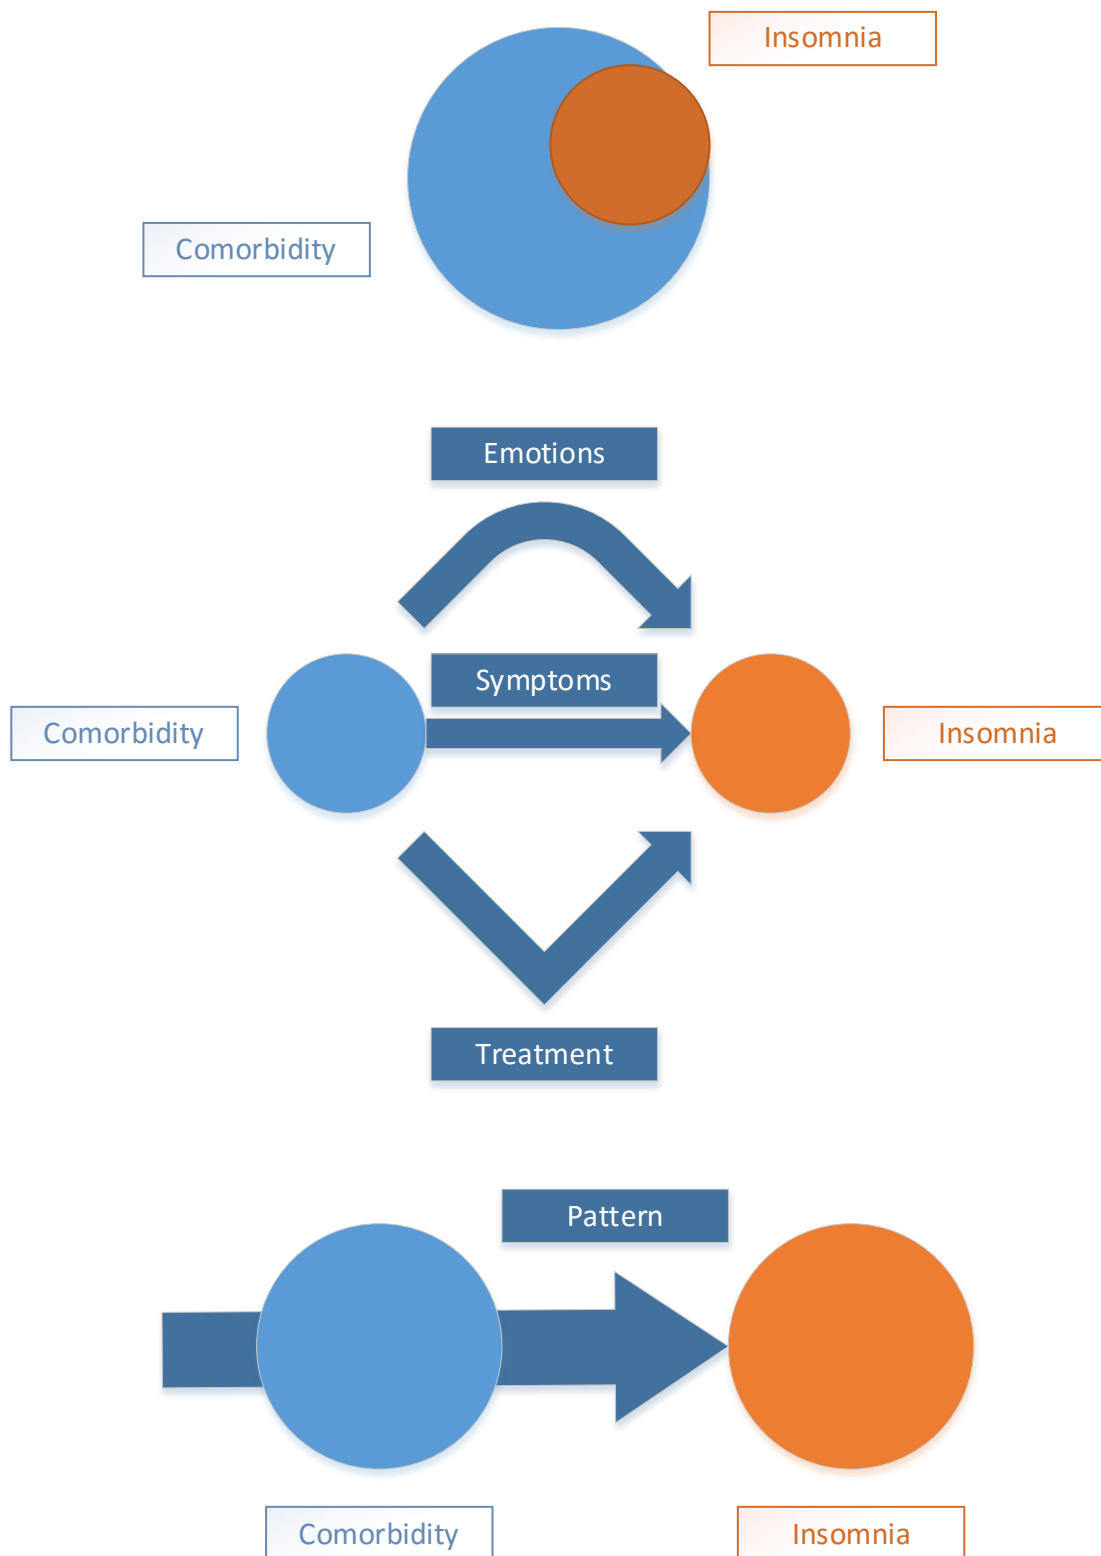 Insomnia
Comorbidity
Emotions
Symptoms
Comorbidity
Insomnia
Treatment
Pattern
Comorbidity
Insomnia